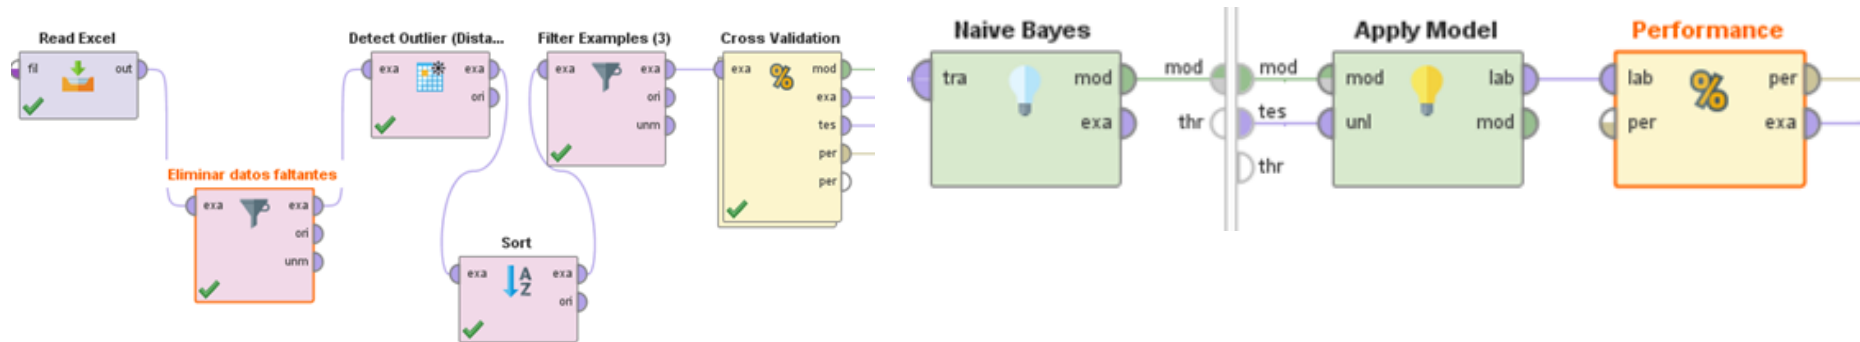 Read Excel
fil
out
Eliminar datos faltantes
exa
exa
ori
unm
Detect Outlier (Dista...
exa
exa
ori
Sort
exa
exa
ori
A
Z
Filter Examples (3)
exa
exa
ori
unm
Cross Validation
exa
%
mod
exa
tes
per
per
Naive Bayes
tra
mod
exa
mod
thr
mod
tes
thr
Apply Model
mod
lab
unl
mod
Performance
lab
%
per
per
exa